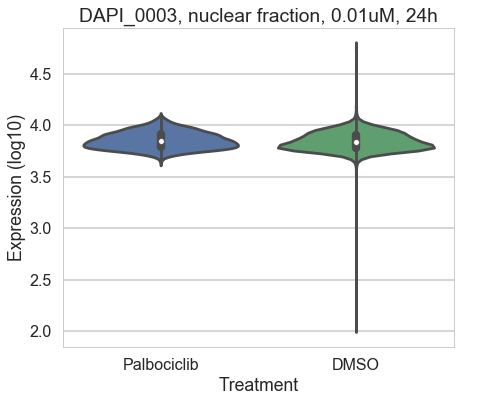 DAPI_0003, nuclear fraction, 0.01uM, 24h
4.5
4.0
3.5
3.0
2.5
2.0
Expression (log10)
Palbociclib DMSO
Treatment